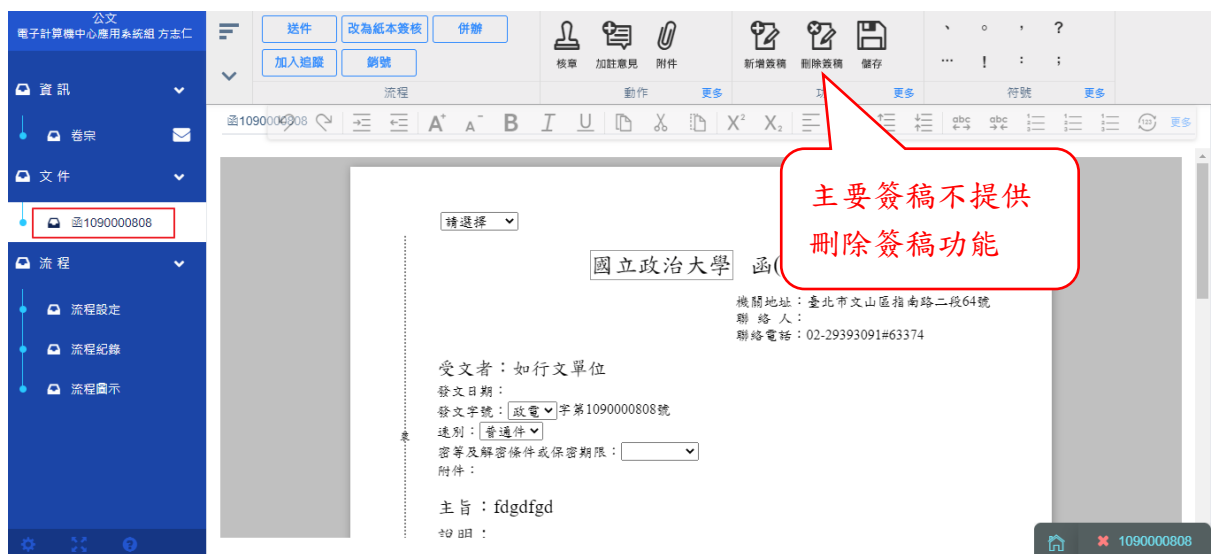 公文
電子計算機中心應用系統組 方志仁
資訊
卷宗
文件
函1090000808
流程
流程設定
流程紀錄
流程圖示
送件 改為紙本簽核 併辦
加入追蹤 銷號
流程
核章 加註意見 附件
動作 更多
新增簽稿 刪除簽稿 儲存
更多
、 。 , ?
… ! : ;
符號 更多
A+ A- B I U X² X₂ abc abc 更多
主要簽稿不提供
刪除簽稿功能
請選擇
國立政治大學 函(
機關地址：臺北市文山區指南路二段64號
聯 絡 人：
聯絡電話：02-29393091#63374
受文者：如行文單位
發文日期：
發文字號：政電字第1090000808號
速別：普通件
密等及解密條件或保密期限：
附件：
主旨：fdgdfgd
說明：
1090000808